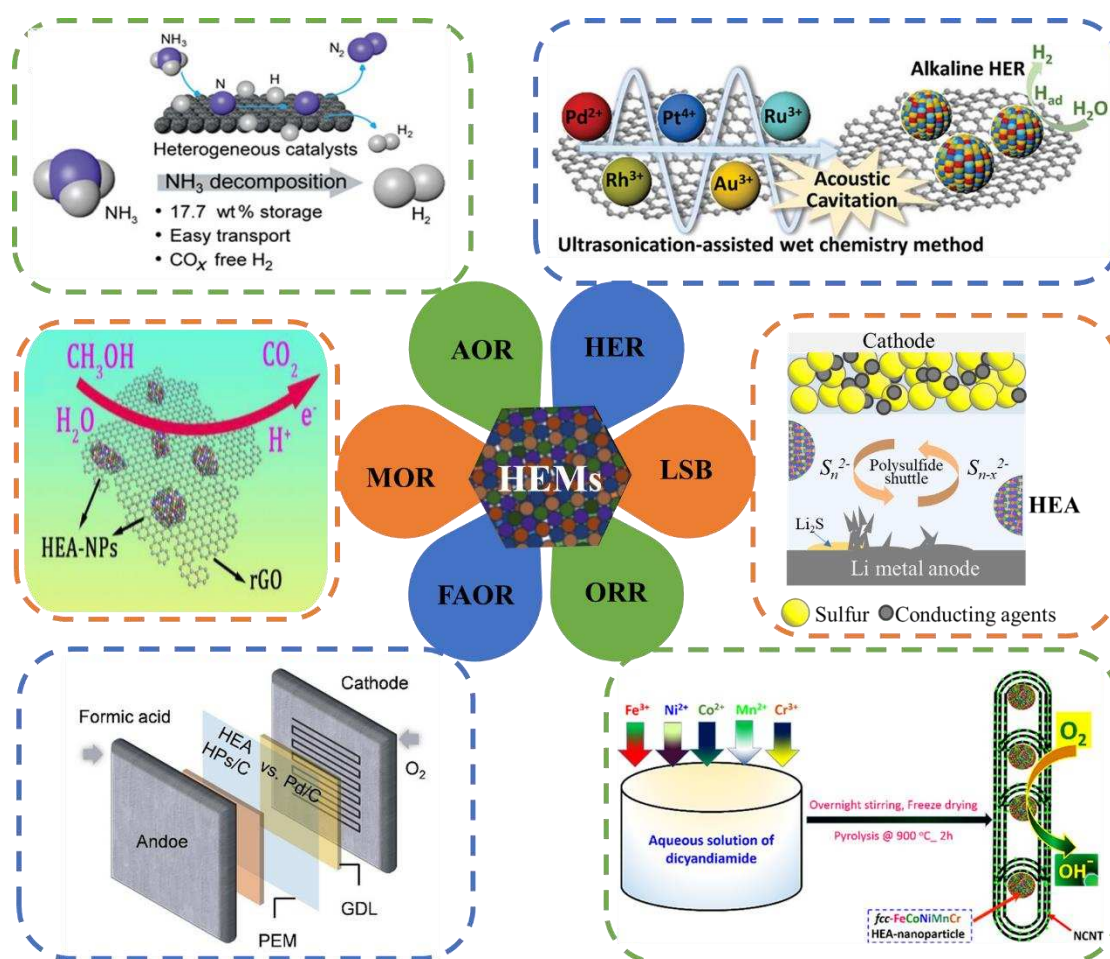 NH₃
N
H
N₂
H₂
Heterogeneous catalysts
NH₃ decomposition
NH₃
H₂
• 17.7 wt% storage
• Easy transport
• COx free H₂
Pd²⁺
Pt⁴⁺
Ru³⁺
Rh³⁺
Au³⁺
Acoustic
Cavitation
Alkaline HER
H₂
Had
H₂O
Ultrasonication-assisted wet chemistry method
AOR
HER
MOR
HEMs
LSB
FAOR
ORR
CH₃OH
CO₂
H₂O
H⁺
e⁻
HEA-NPs
rGO
Cathode
Sₙ²⁻
Polysulfide
shuttle
Sₙ₋ₓ²⁻
HEA
Li₂S
Li metal anode
Sulfur
Conducting agents
Formic acid
Cathode
HEA
HPs/C
vs. Pd/C
O₂
Andoe
GDL
PEM
Fe³⁺ Ni²⁺ Co²⁺ Mn²⁺ Cr³⁺
Aqueous solution of
dicyandiamide
Overnight stirring, Freeze drying
Pyrolysis @ 900 °C_ 2h
O₂
OH⁻
fcc-FeCoNiMnCr
HEA-nanoparticle
NCNT